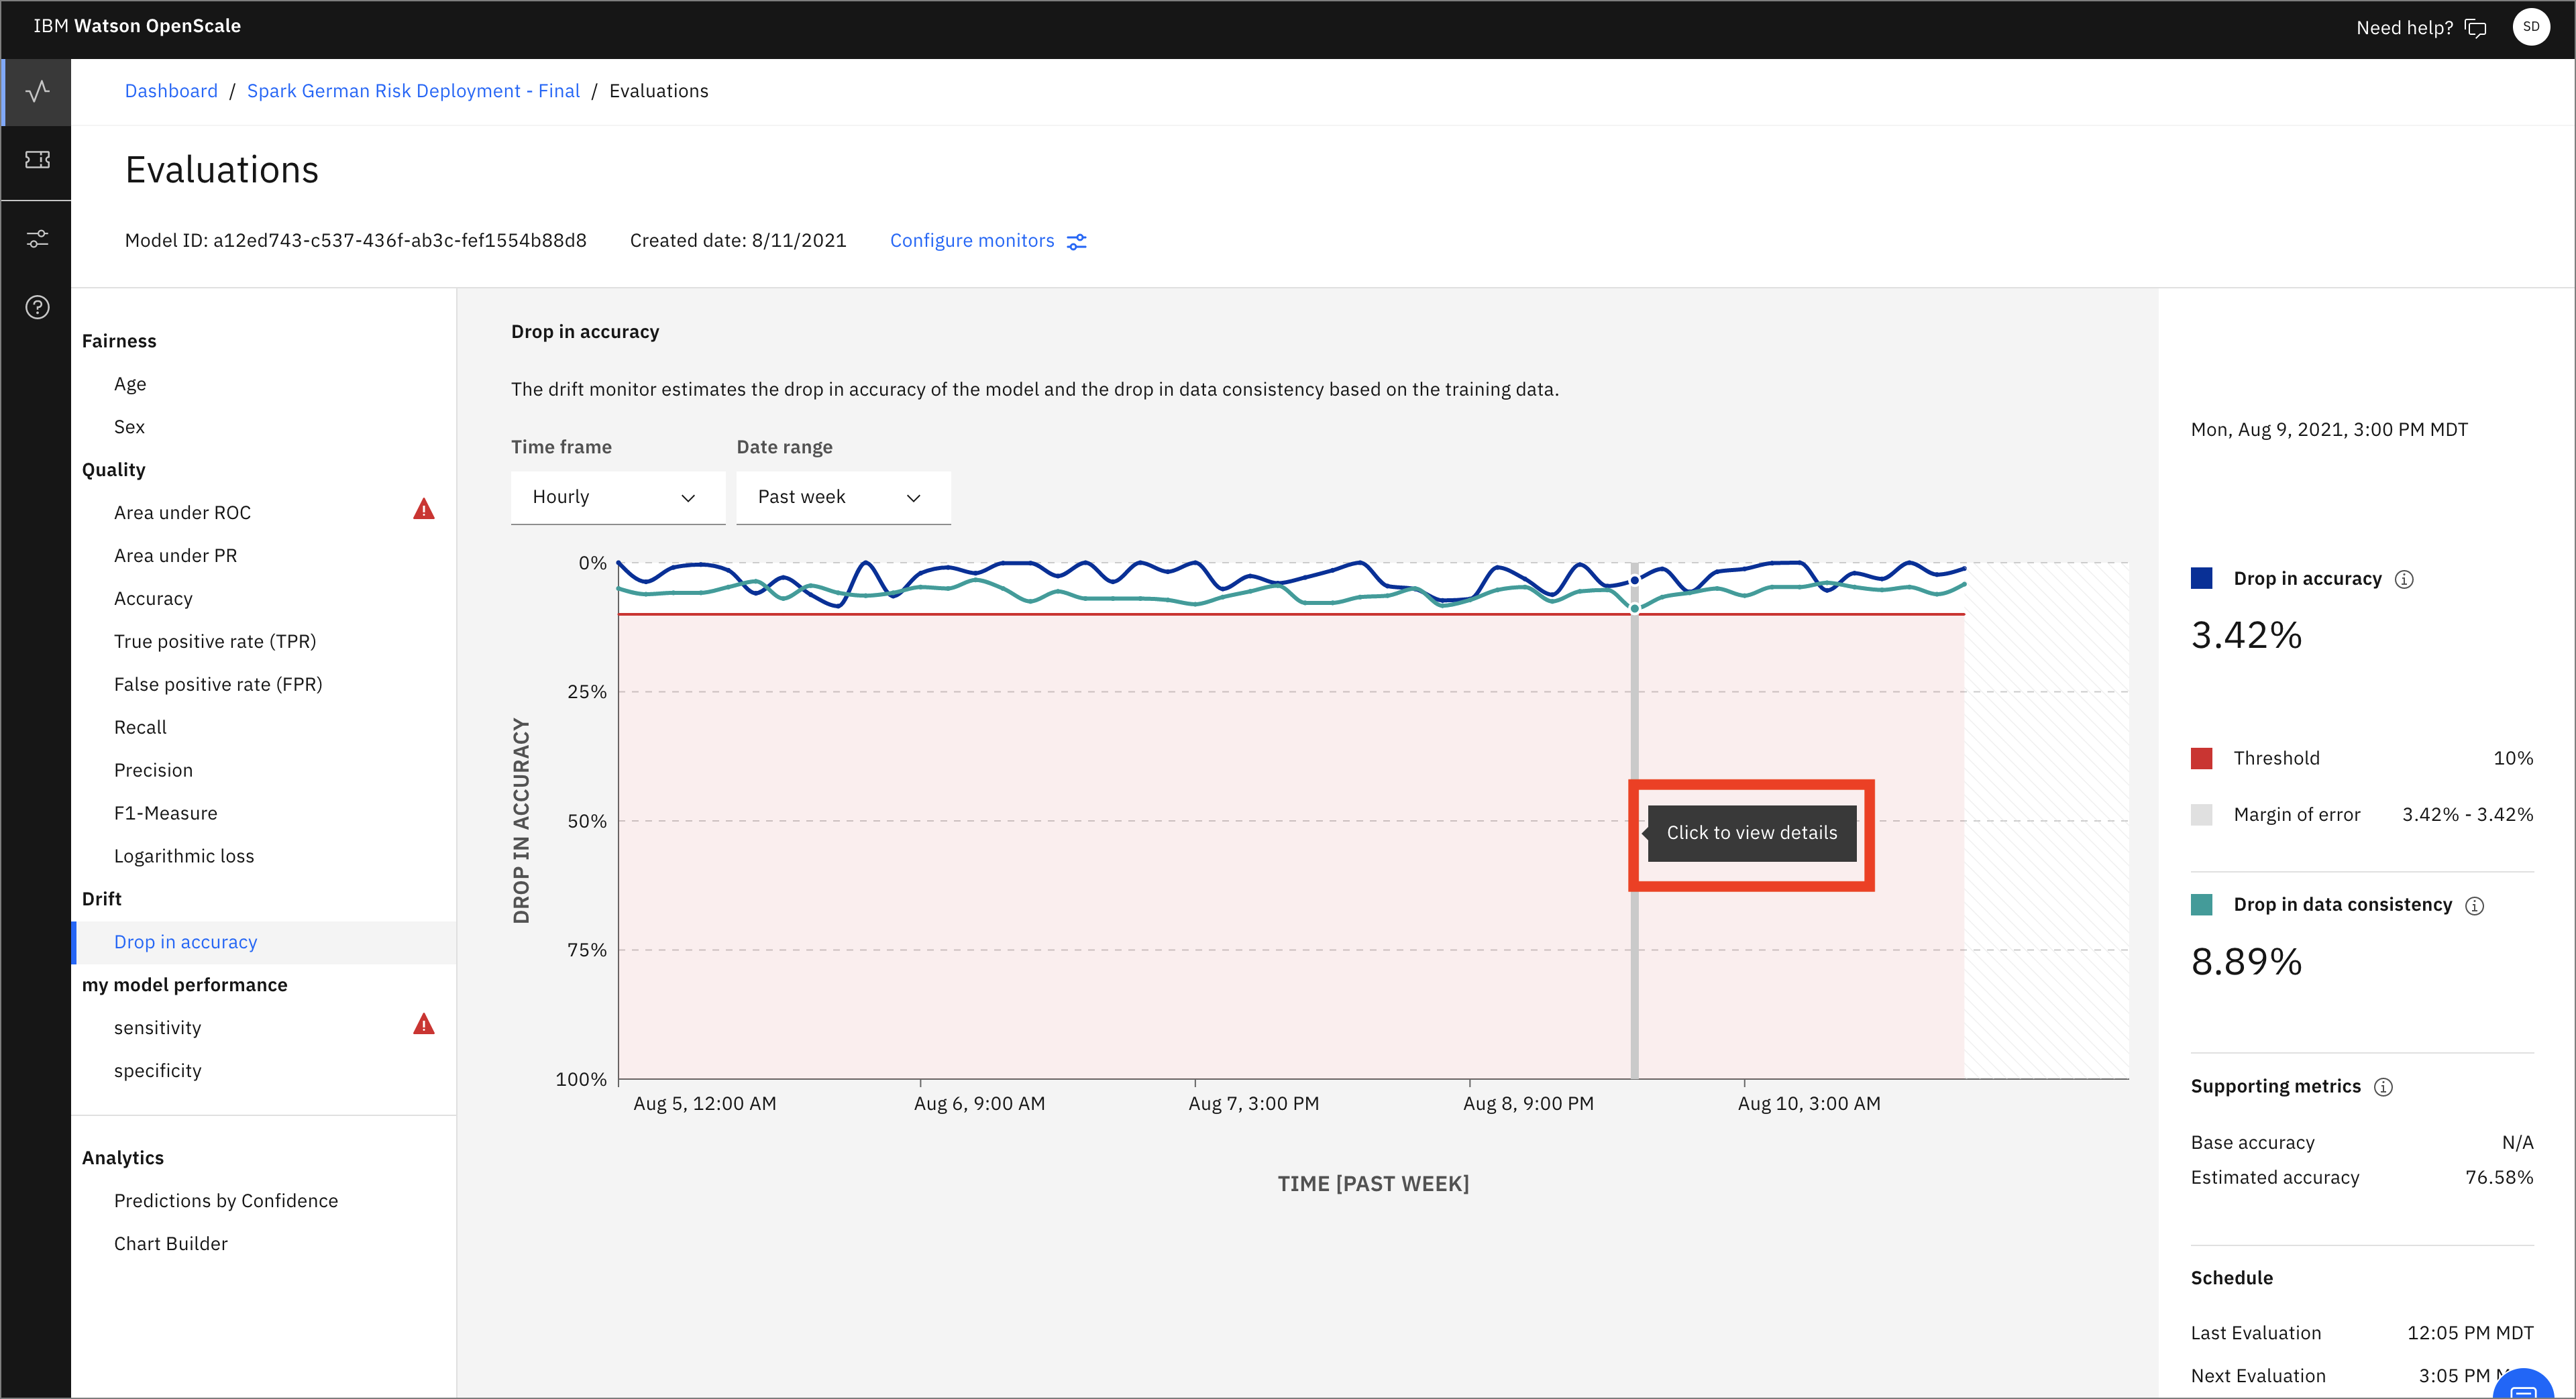 IBM Watson OpenScale
Need help?
SD
Dashboard / Spark German Risk Deployment - Final / Evaluations
Evaluations
Model ID: a12ed743-c537-436f-ab3c-fef1554b88d8
Created date: 8/11/2021
Configure monitors
Fairness
Age
Sex
Quality
Area under ROC
Area under PR
Accuracy
True positive rate (TPR)
False positive rate (FPR)
Recall
Precision
F1-Measure
Logarithmic loss
Drift
Drop in accuracy
my model performance
sensitivity
specificity
Analytics
Predictions by Confidence
Chart Builder
Drop in accuracy
The drift monitor estimates the drop in accuracy of the model and the drop in data consistency based on the training data.
Time frame
Date range
Hourly
Past week
DROP IN ACCURACY
0%
25%
50%
75%
100%
Click to view details
Aug 5, 12:00 AM
Aug 6, 9:00 AM
Aug 7, 3:00 PM
Aug 8, 9:00 PM
Aug 10, 3:00 AM
TIME [PAST WEEK]
Mon, Aug 9, 2021, 3:00 PM MDT
Drop in accuracy
3.42%
Threshold 10%
Margin of error 3.42% - 3.42%
Drop in data consistency
8.89%
Supporting metrics
Base accuracy N/A
Estimated accuracy 76.58%
Schedule
Last Evaluation 12:05 PM MDT
Next Evaluation 3:05 PM